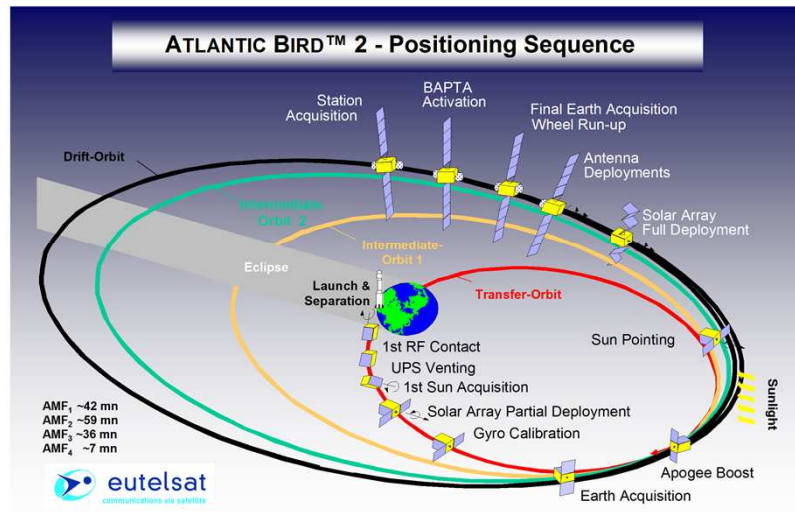 ATLANTIC BIRD™ 2 - Positioning Sequence
Station
Acquisition
BAPTA
Activation
Final Earth Acquisition
Wheel Run-up
Antenna
Deployments
Solar Array
Full Deployment
Drift-Orbit
Intermediate-
Orbit 2
Intermediate-
Orbit 1
Eclipse
Launch &
Separation
Transfer-Orbit
1st RF Contact
Sun Pointing
UPS Venting
1st Sun Acquisition
Solar Array Partial Deployment
Gyro Calibration
Sunlight
Apogee Boost
Earth Acquisition
AMF1 ~42 mn
AMF2 ~59 mn
AMF3 ~36 mn
AMF4 ~7 mn
eutelsat
communications via satellite